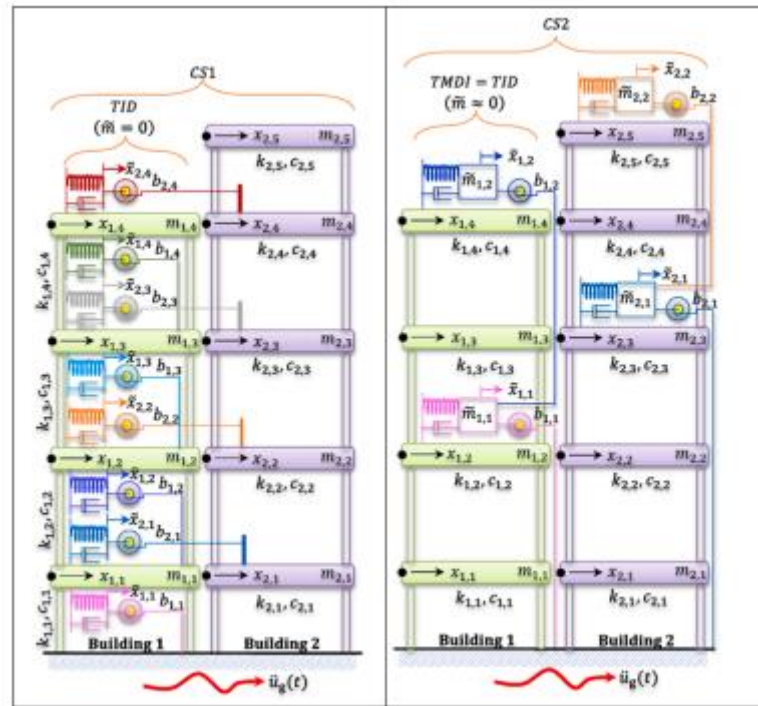 CS1
TID
(m̃ = 0)
x̃2,4 b2,4
x2,5 m2,5
k2,5, c2,5
x1,4 m1,4
x2,4 m2,4
k1,4, c1,4
x̃1,4 b1,4
x̃2,3 b2,3
k2,4, c2,4
x1,3 m1,3
x2,3 m2,3
k1,3, c1,3
x̃1,3 b1,3
x̃2,2 b2,2
k2,3, c2,3
x1,2 m1,2
x2,2 m2,2
k1,2, c1,2
x̃1,2 b1,2
x̃2,1 b2,1
k2,2, c2,2
x1,1 m1,1
x2,1 m2,1
k1,1, c1,1
x̃1,1 b1,1
k2,1, c2,1
Building 1 Building 2
üg(t)
CS2
TMDI = TID
(m̃ ≈ 0)
x̃2,2
m̃2,2 b2,2
x̃1,2
m̃1,2 b1,2
x2,5 m2,5
k2,5, c2,5
x1,4 m1,4
x2,4 m2,4
k1,4, c1,4
k2,4, c2,4
x̃2,1
m̃2,1 b2,1
x1,3 m1,3
x2,3
k1,3, c1,3
k2,3, c2,3
x̃1,1
m̃1,1 b1,1
x1,2 m1,2
x2,2 m2,2
k1,2, c1,2
k2,2, c2,2
x1,1 m1,1
x2,1 m2,1
k1,1, c1,1
k2,1, c2,1
Building 1 Building 2
üg(t)